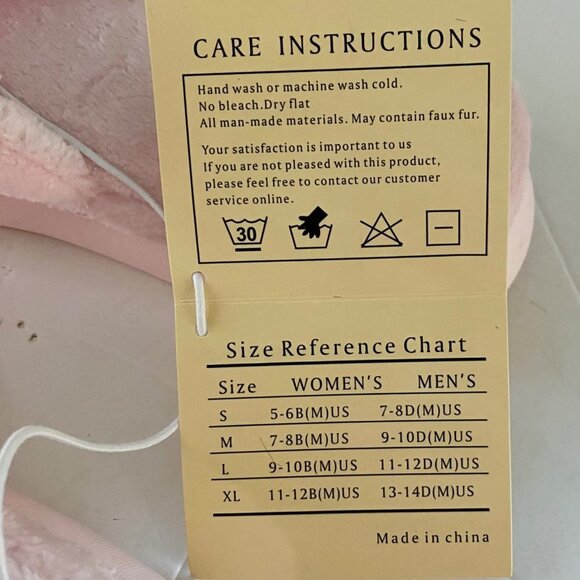 CARE INSTRUCTIONS
Hand wash or machine wash cold.
No bleach.Dry flat
All man-made materials. May contain faux fur.
Your satisfaction is important to us
If you are not pleased with this product,
please feel free to contact our customer
service online.
30
Size Reference Chart
Size WOMEN'S MEN'S
S 5-6B(M)US 7-8D(M)US
M 7-8B(M)US 9-10D(M)US
L 9-10B(M)US 11-12D(M)US
XL 11-12B(M)US 13-14D(M)US
Made in china